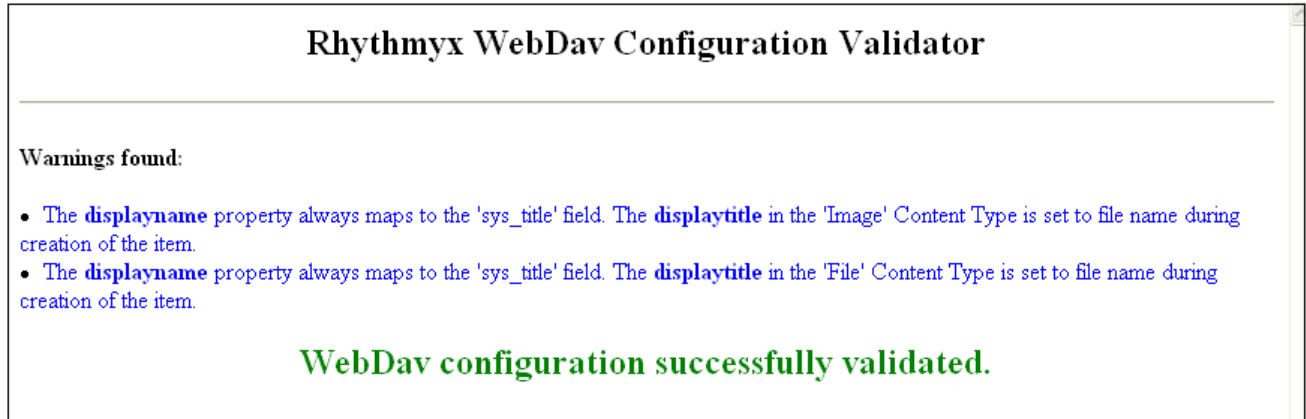 Rhythmyx WebDav Configuration Validator
Warnings found:
• The displayname property always maps to the 'sys_title' field. The displaytitle in the 'Image' Content Type is set to file name during
creation of the item.
• The displayname property always maps to the 'sys_title' field. The displaytitle in the 'File' Content Type is set to file name during
creation of the item.
WebDav configuration successfully validated.